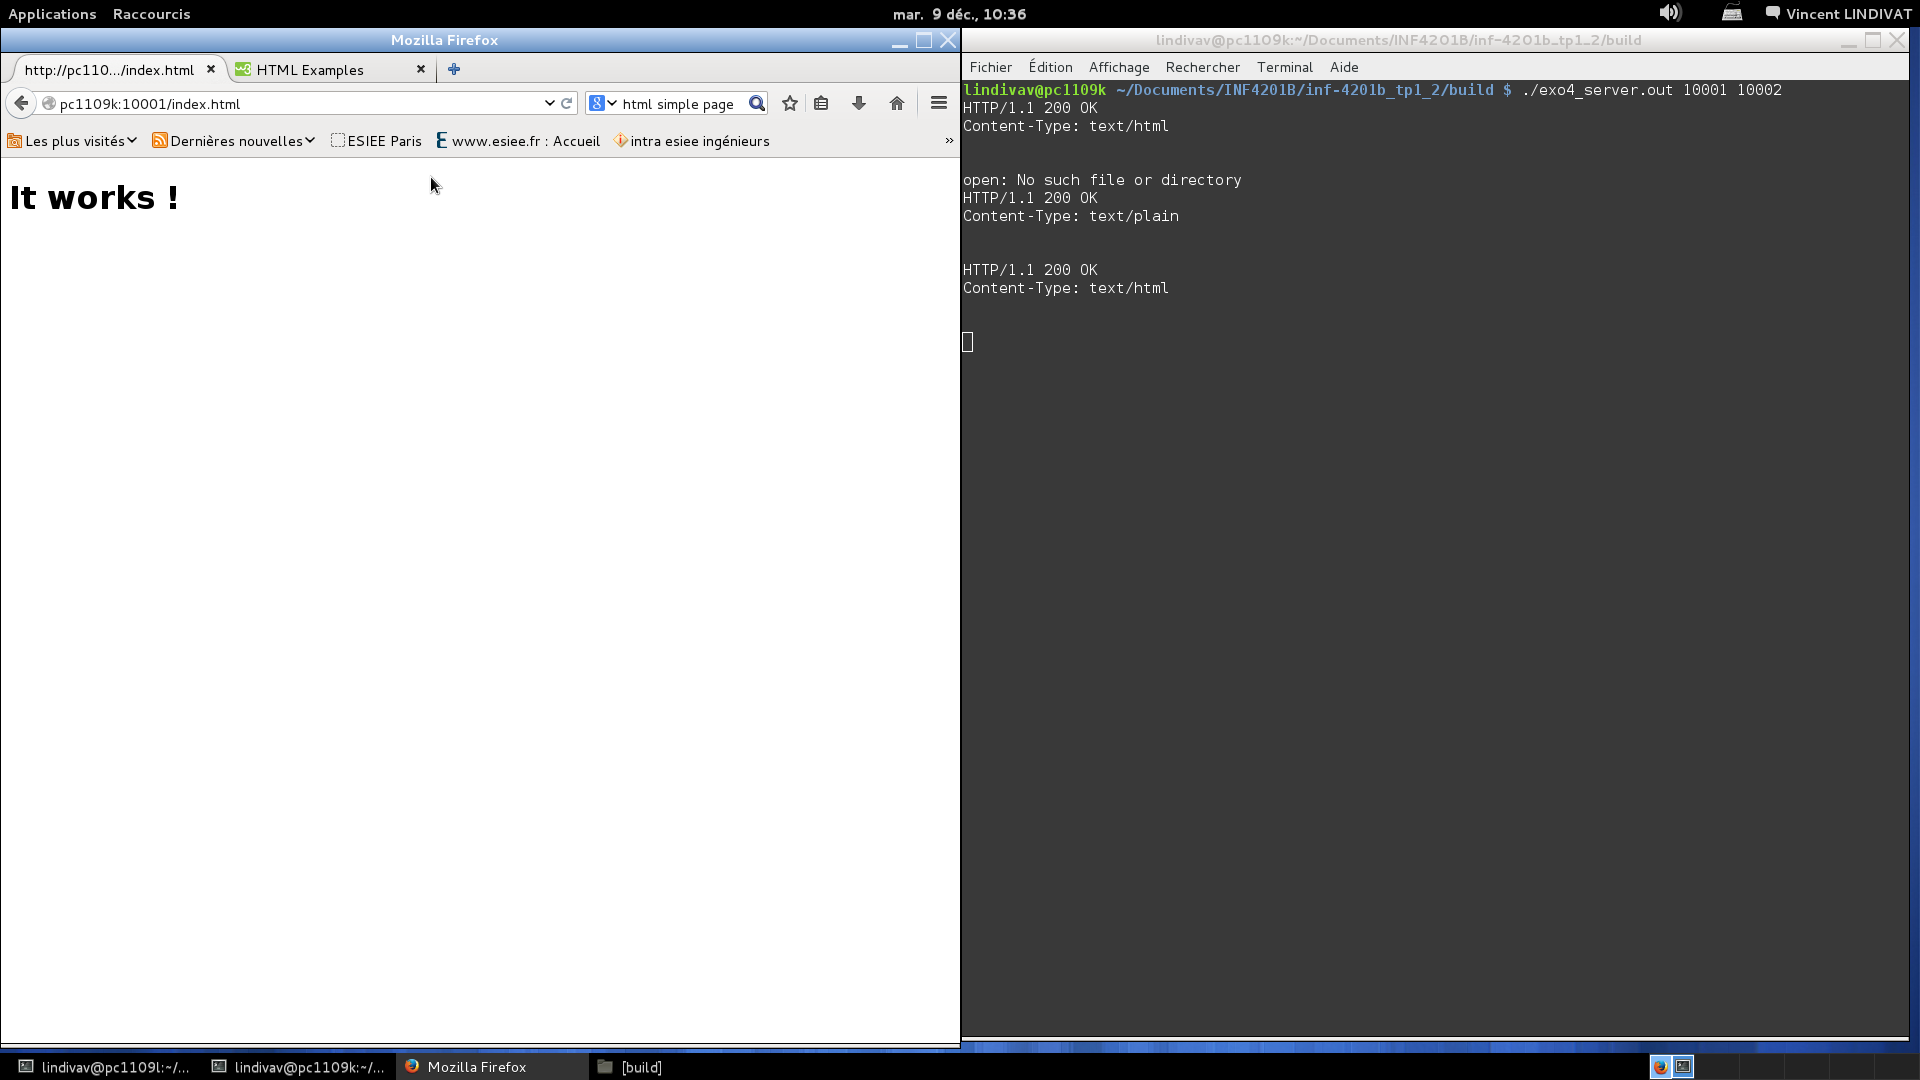 Applications Raccourcis mar. 9 déc., 10:36 Vincent LINDIVAT
Mozilla Firefox
http://pc110.../index.html HTML Examples
pc1109k:10001/index.html html simple page
Les plus visités Dernières nouvelles ESIEE Paris www.esiee.fr : Accueil intra esiee ingénieurs »
It works !
lindivav@pc1109k:~/Documents/INF4201B/inf-4201b_tp1_2/build
Fichier Édition Affichage Rechercher Terminal Aide
lindivav@pc1109k ~/Documents/INF4201B/inf-4201b_tp1_2/build $ ./exo4_server.out 10001 10002
HTTP/1.1 200 OK
Content-Type: text/html
open: No such file or directory
HTTP/1.1 200 OK
Content-Type: text/plain
HTTP/1.1 200 OK
Content-Type: text/html
lindivav@pc1109l:~/... lindivav@pc1109k:~/... Mozilla Firefox [build]